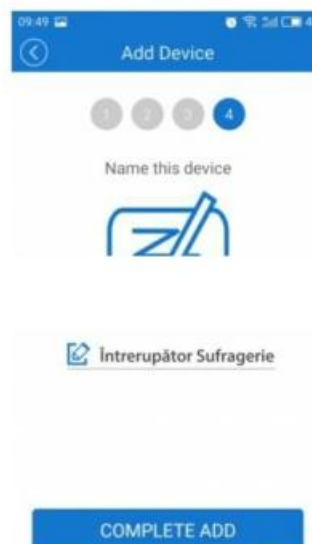 09:49
Add Device
1 2 3 4
Name this device
Întrerupător Sufragerie
COMPLETE ADD